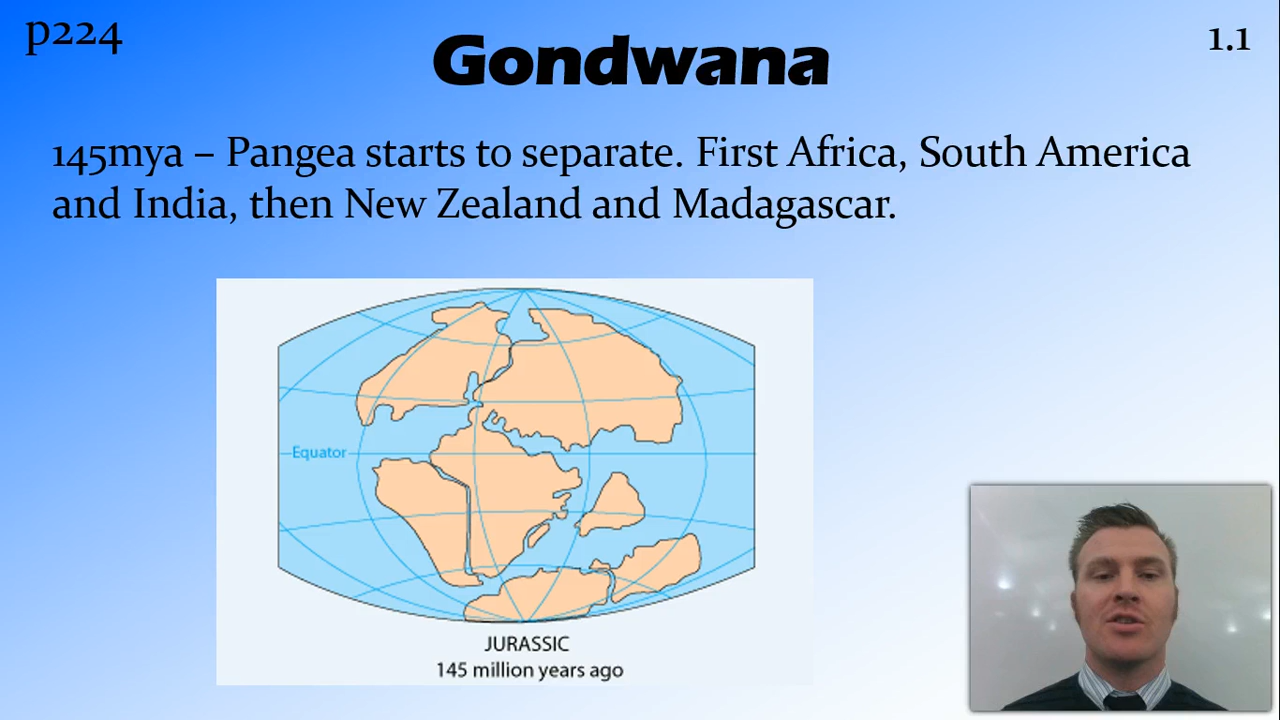 p224
Gondwana
1.1
145mya – Pangea starts to separate. First Africa, South America
and India, then New Zealand and Madagascar.
Equator
JURASSIC
145 million years ago